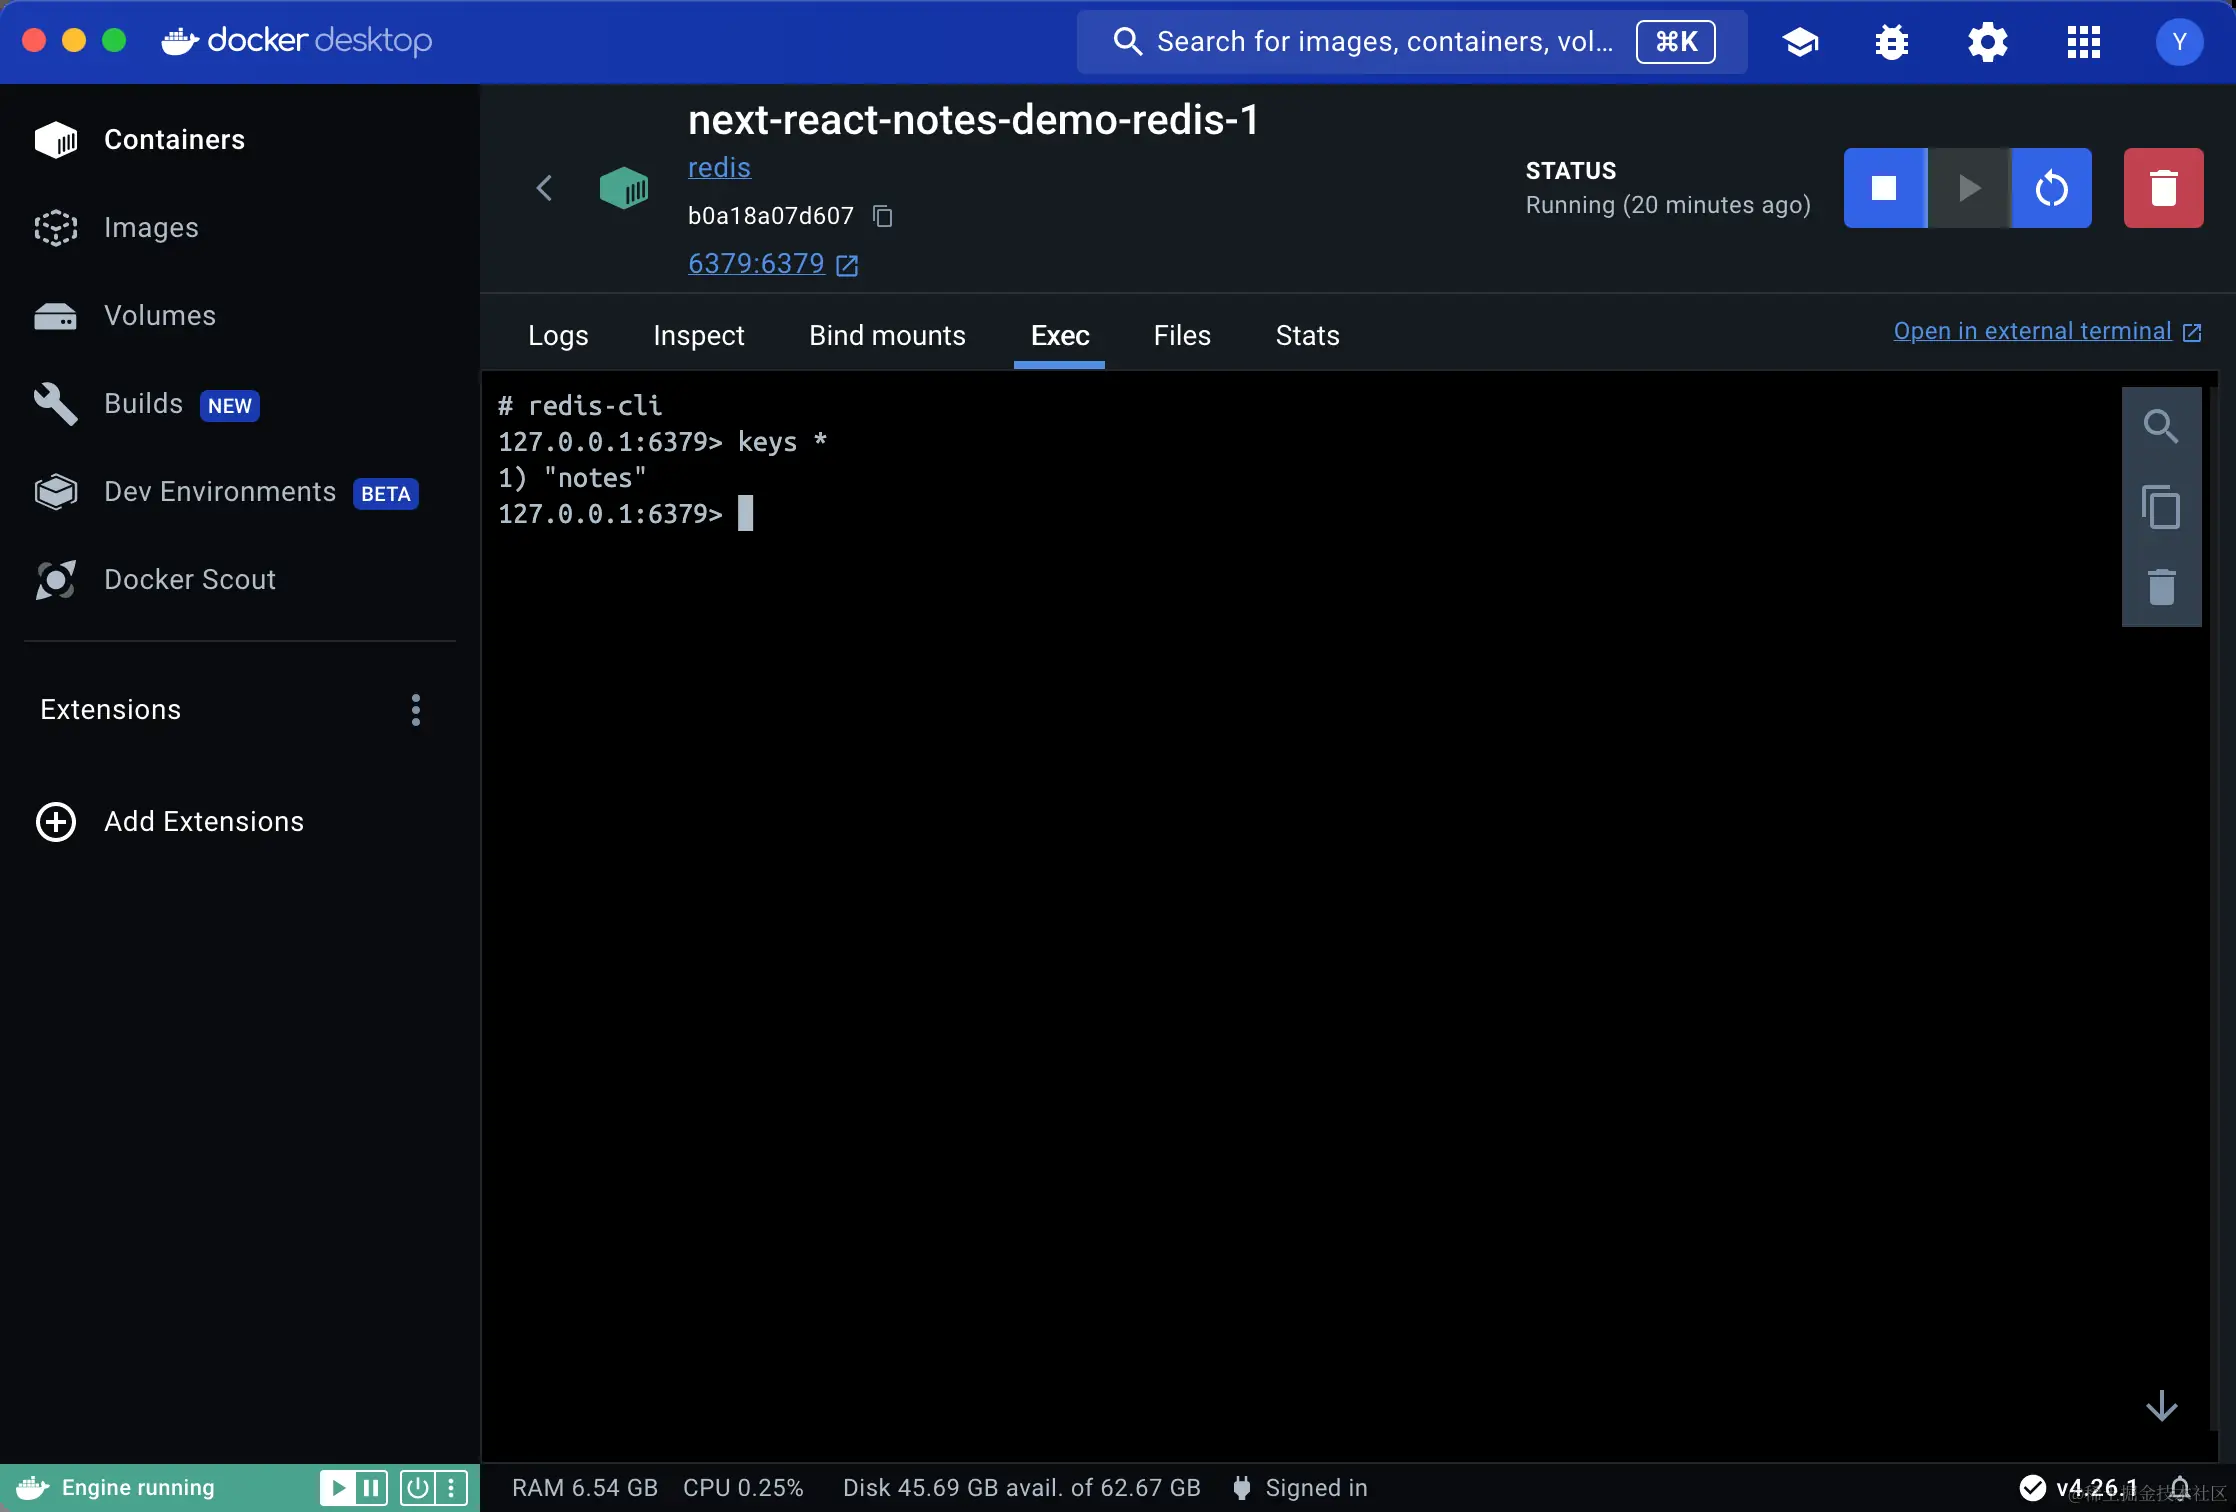 docker desktop
Search for images, containers, vol... ⌘K
Y
Containers
Images
Volumes
Builds NEW
Dev Environments BETA
Docker Scout
Extensions
Add Extensions
next-react-notes-demo-redis-1
redis
b0a18a07d607
6379:6379
STATUS
Running (20 minutes ago)
Logs Inspect Bind mounts Exec Files Stats
Open in external terminal
# redis-cli
127.0.0.1:6379> keys *
1) "notes"
127.0.0.1:6379>
Engine running
RAM 6.54 GB CPU 0.25% Disk 45.69 GB avail. of 62.67 GB Signed in
v4.26.1
@稀土掘金技术社区